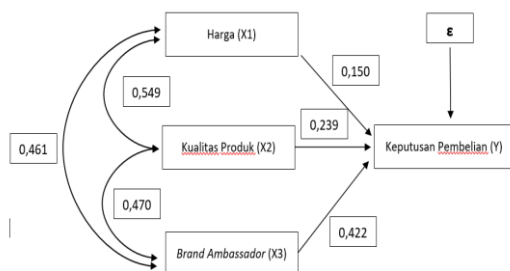 Harga (X1)
ε
0,150
0,549
0,239
0,461
Kualitas Produk (X2)
Keputusan Pembelian (Y)
0,470
0,422
Brand Ambassador (X3)